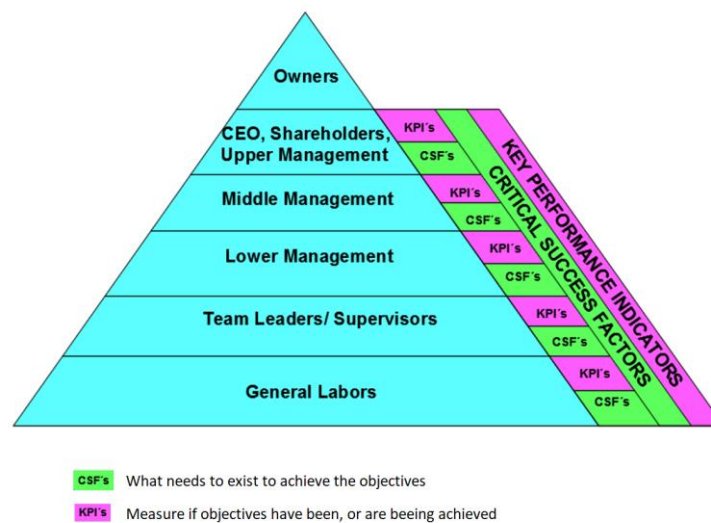 Owners
CEO, Shareholders,
Upper Management
KPI´s
CSF´s
Middle Management
KPI´s
CSF´s
Lower Management
KPI´s
CSF´s
Team Leaders/ Supervisors
KPI´s
CSF´s
General Labors
KPI´s
CSF´s
CRITICAL SUCCESS FACTORS
KEY PERFORMANCE INDICATORS
CSF´s What needs to exist to achieve the objectives
KPI´s Measure if objectives have been, or are beeing achieved